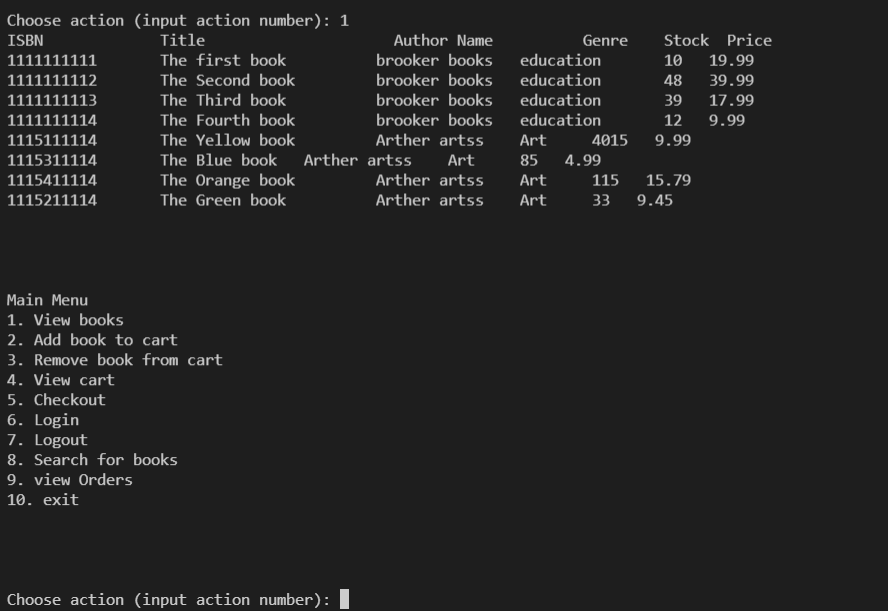 Choose action (input action number): 1
ISBN Title Author Name Genre Stock Price
1111111111 The first book brooker books education 10 19.99
1111111112 The Second book brooker books education 48 39.99
1111111113 The Third book brooker books education 39 17.99
1111111114 The Fourth book brooker books education 12 9.99
1115111114 The Yellow book Arther artss Art 4015 9.99
1115311114 The Blue book Arther artss Art 85 4.99
1115411114 The Orange book Arther artss Art 115 15.79
1115211114 The Green book Arther artss Art 33 9.45
Main Menu
1. View books
2. Add book to cart
3. Remove book from cart
4. View cart
5. Checkout
6. Login
7. Logout
8. Search for books
9. view Orders
10. exit
Choose action (input action number):